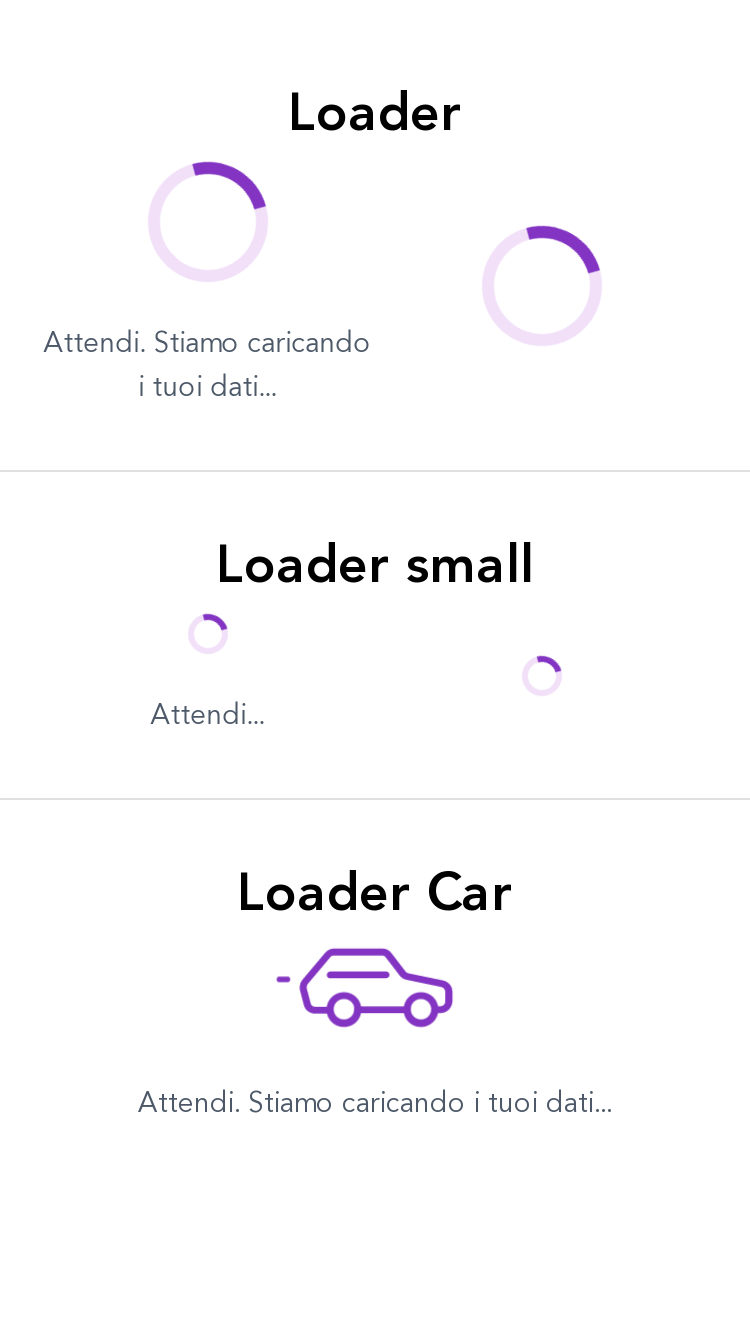 Loader
Attendi. Stiamo caricando
i tuoi dati...
Loader small
Attendi...
Loader Car
Attendi. Stiamo caricando i tuoi dati...